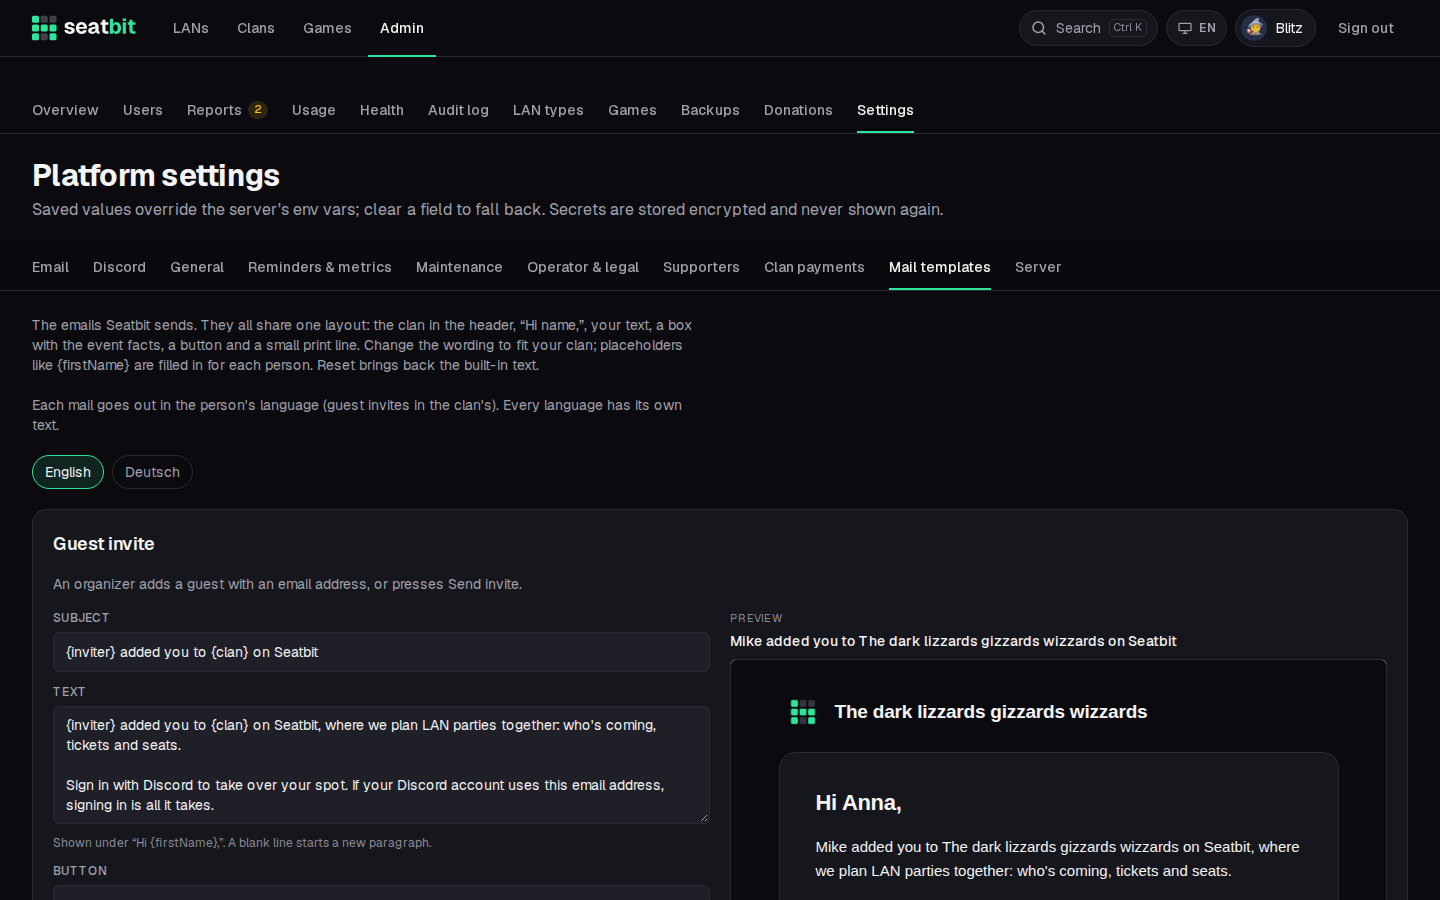 seatbit LANs Clans Games Admin Search Ctrl K EN Blitz Sign out
Overview Users Reports 2 Usage Health Audit log LAN types Games Backups Donations Settings
Platform settings
Saved values override the server's env vars; clear a field to fall back. Secrets are stored encrypted and never shown again.
Email Discord General Reminders & metrics Maintenance Operator & legal Supporters Clan payments Mail templates Server
The emails Seatbit sends. They all share one layout: the clan in the header, “Hi name,”, your text, a box
with the event facts, a button and a small print line. Change the wording to fit your clan; placeholders
like {firstName} are filled in for each person. Reset brings back the built-in text.
Each mail goes out in the person's language (guest invites in the clan's). Every language has its own
text.
English Deutsch
Guest invite
An organizer adds a guest with an email address, or presses Send invite.
SUBJECT
{inviter} added you to {clan} on Seatbit
TEXT
{inviter} added you to {clan} on Seatbit, where we plan LAN parties together: who's coming,
tickets and seats.
Sign in with Discord to take over your spot. If your Discord account uses this email address,
signing in is all it takes.
Shown under “Hi {firstName},”. A blank line starts a new paragraph.
BUTTON
PREVIEW
Mike added you to The dark lizzards gizzards wizzards on Seatbit
The dark lizzards gizzards wizzards
Hi Anna,
Mike added you to The dark lizzards gizzards wizzards on Seatbit, where
we plan LAN parties together: who's coming, tickets and seats.